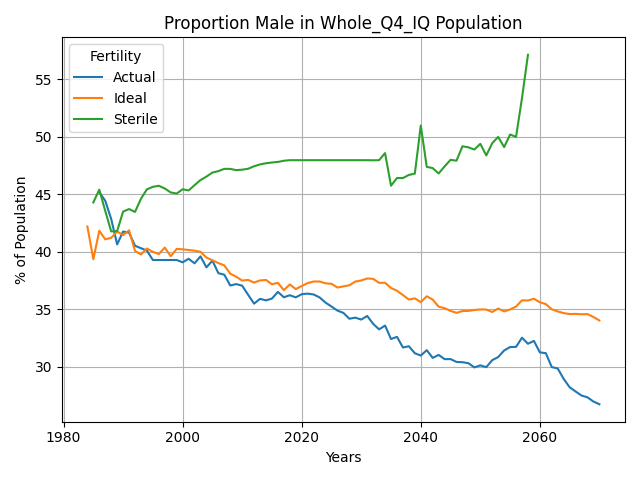 Proportion Male in Whole_Q4_IQ Population
Fertility
Actual
Ideal
Sterile
% of Population
55
50
45
40
35
30
1980
2000
2020
2040
2060
Years